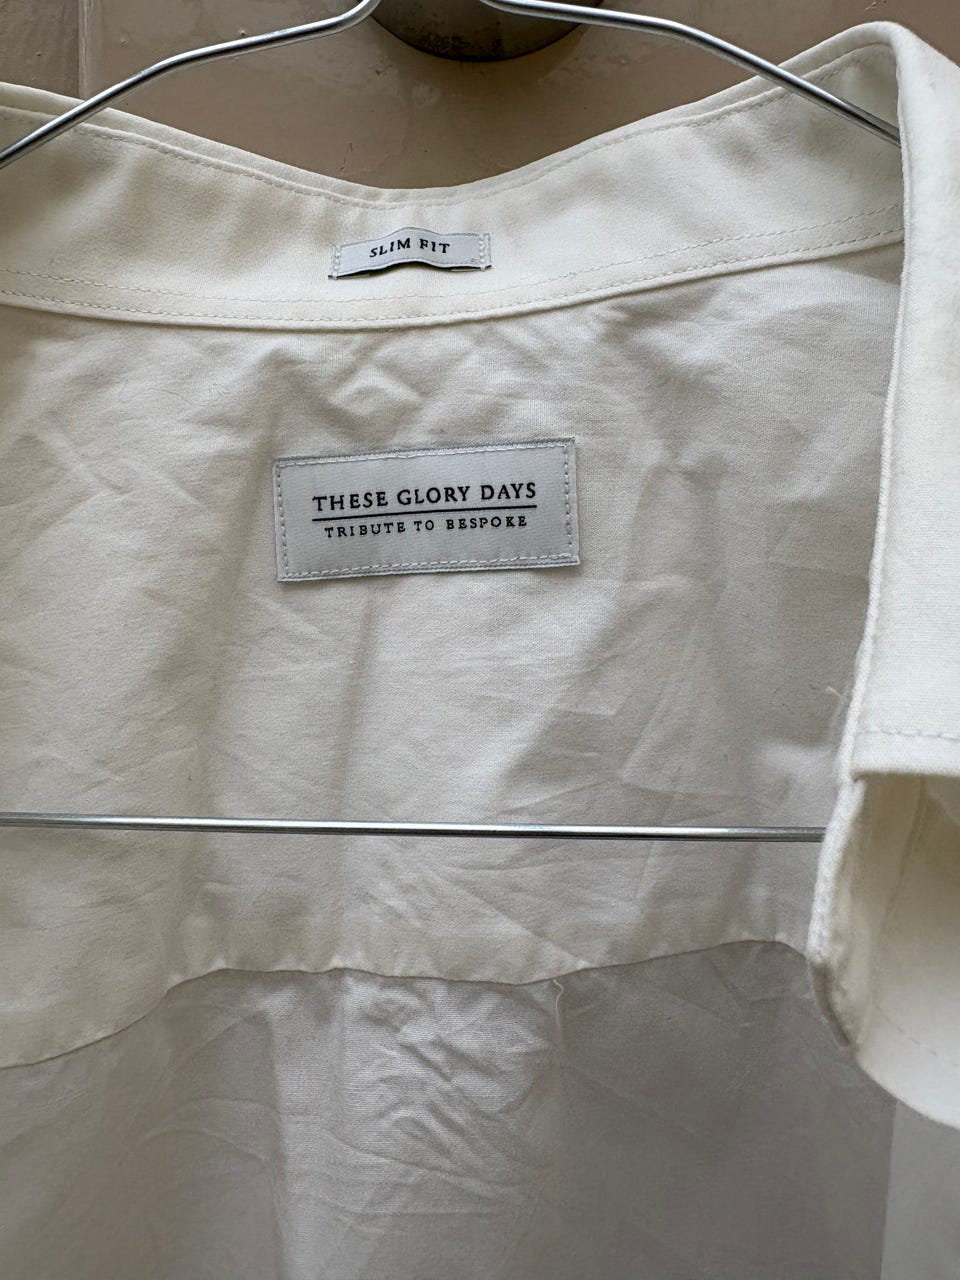 SLIM FIT
THESE GLORY DAYS
TRIBUTE TO BESPOKE